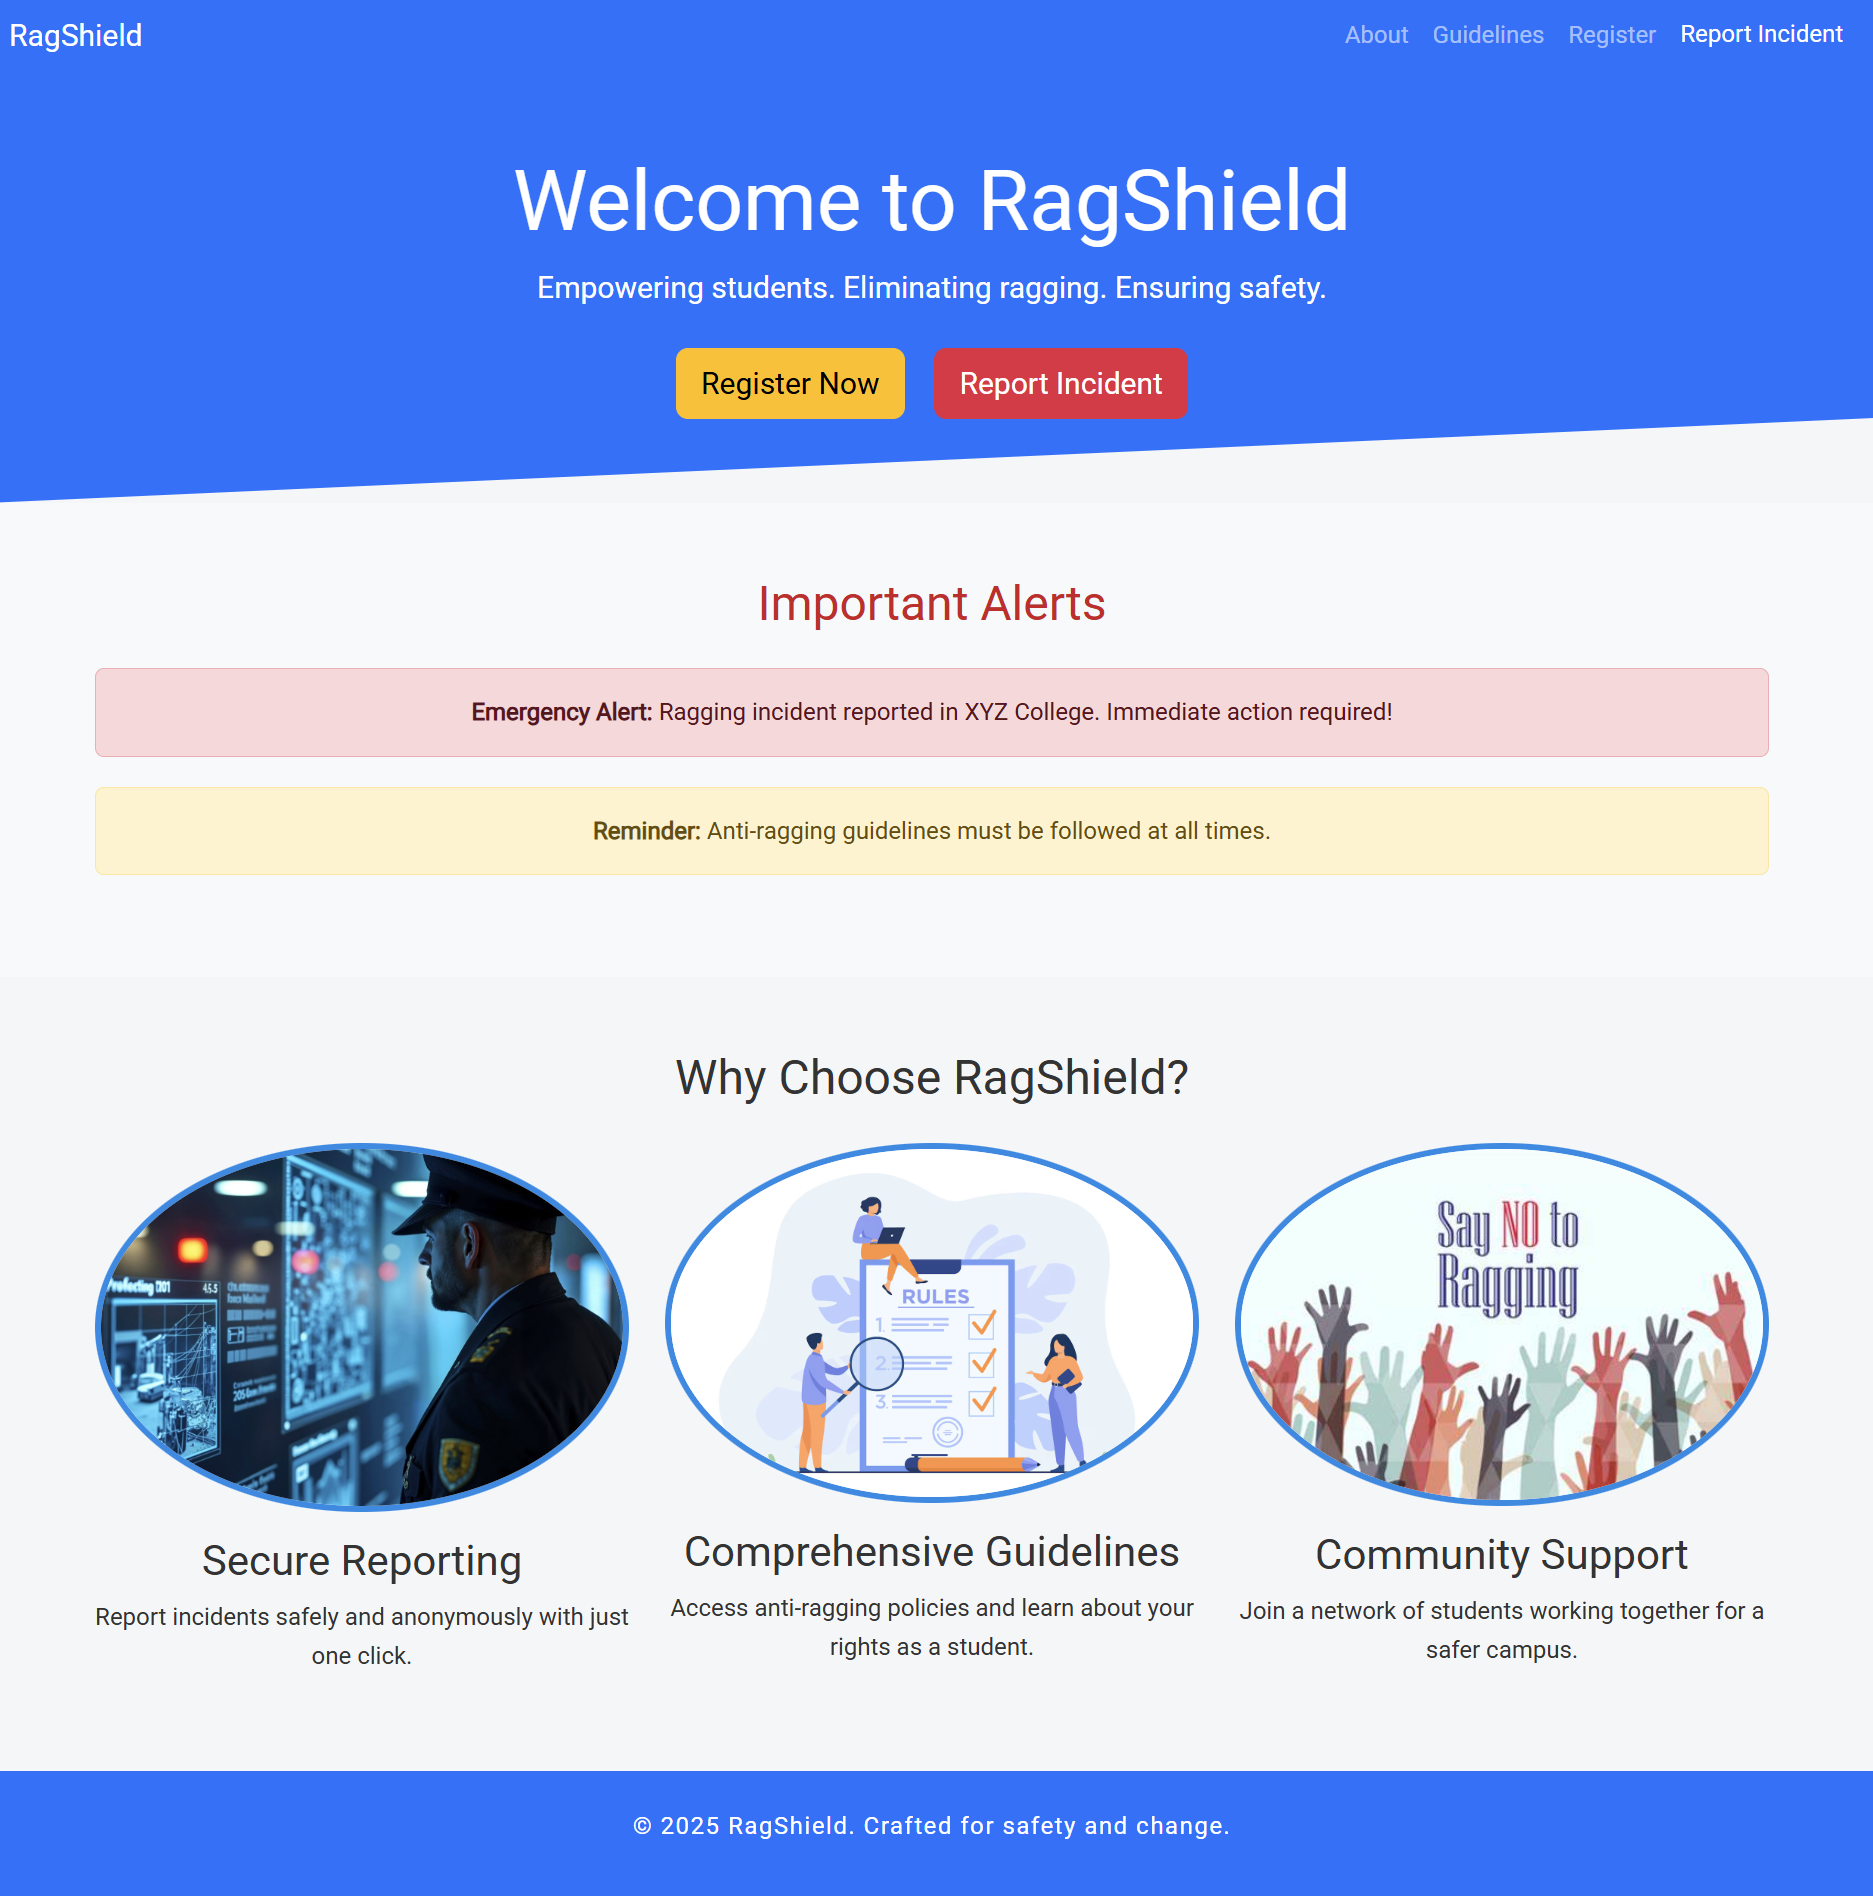 RagShield
About Guidelines Register Report Incident
Welcome to RagShield
Empowering students. Eliminating ragging. Ensuring safety.
Register Now Report Incident
Important Alerts
Emergency Alert: Ragging incident reported in XYZ College. Immediate action required!
Reminder: Anti-ragging guidelines must be followed at all times.
Why Choose RagShield?
RULES
1.
2.
3.
Say NO to
Ragging
Secure Reporting
Report incidents safely and anonymously with just
one click.
Comprehensive Guidelines
Access anti-ragging policies and learn about your
rights as a student.
Community Support
Join a network of students working together for a
safer campus.
© 2025 RagShield. Crafted for safety and change.